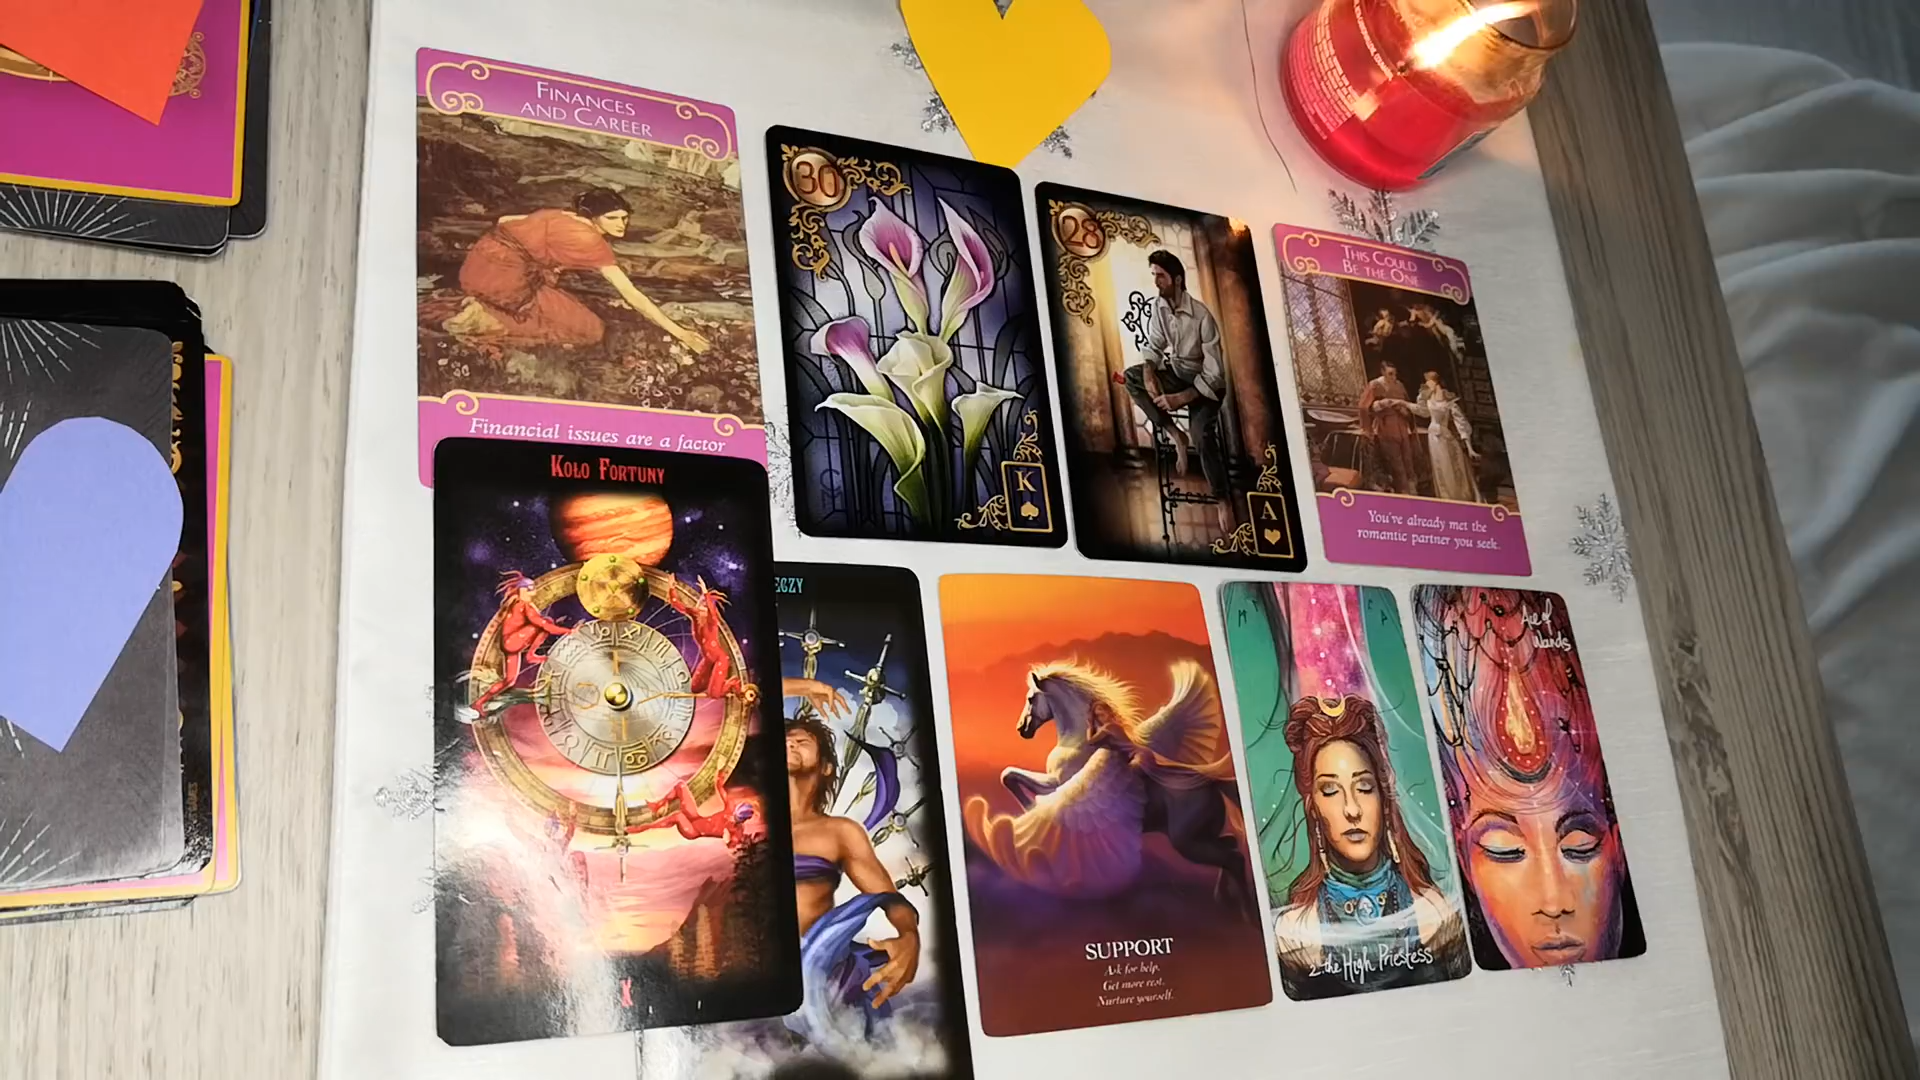 FINANCES
AND CAREER
Financial issues are a factor
30
K
28
A
THIS COULD
BE THE ONE
You've already met the
romantic partner you seek.
KOŁO FORTUNY
X
SUPPORT
Ask for help.
Get more rest.
Nurture yourself.
2. the High Priestess
Ace of
Wands